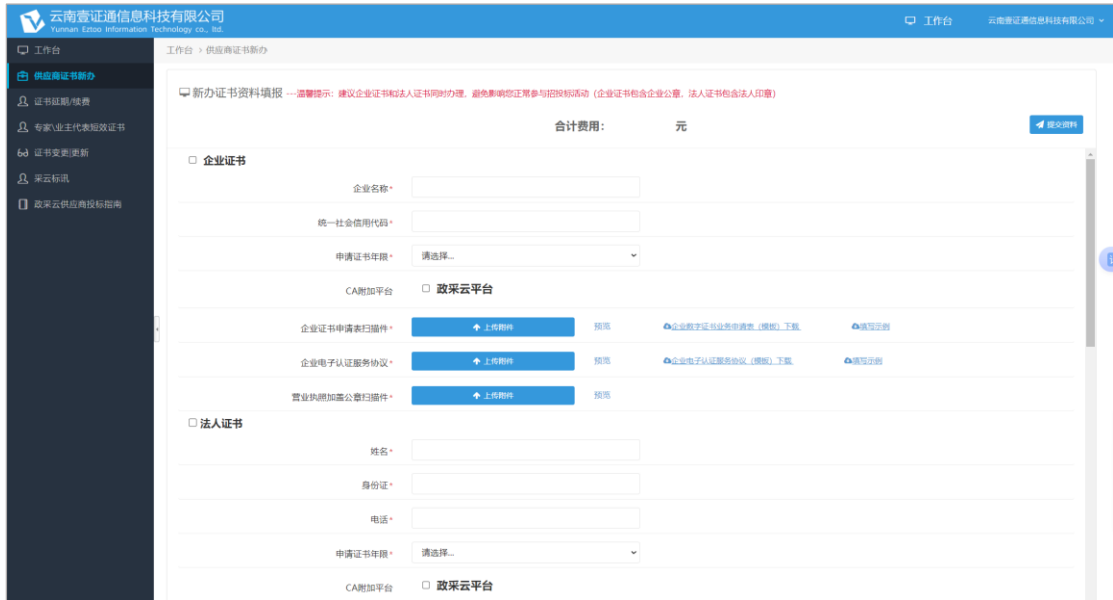 云南壹证通信息科技有限公司
Yunnan Eztoo Information Technology co., ltd.
工作台 云南壹证通信息科技有限公司
工作台
供应商证书新办
证书延期/续费
专家\业主代表短效证书
证书变更|更新
采云标讯
政采云供应商投标指南
工作台 > 供应商证书新办
新办证书资料填报 ---温馨提示：建议企业证书和法人证书同时办理，避免影响您正常参与招投标活动（企业证书包含企业公章，法人证书包含法人印章）
合计费用： 元 提交资料
企业证书
企业名称*
统一社会信用代码*
申请证书年限* 请选择...
CA附加平台 政采云平台
企业证书申请表扫描件* 上传附件 预览 企业数字证书业务申请表（模板）下载 填写示例
企业电子认证服务协议* 上传附件 预览 企业电子认证服务协议（模板）下载 填写示例
营业执照加盖公章扫描件* 上传附件 预览
法人证书
姓名*
身份证*
电话*
申请证书年限* 请选择...
CA附加平台 政采云平台